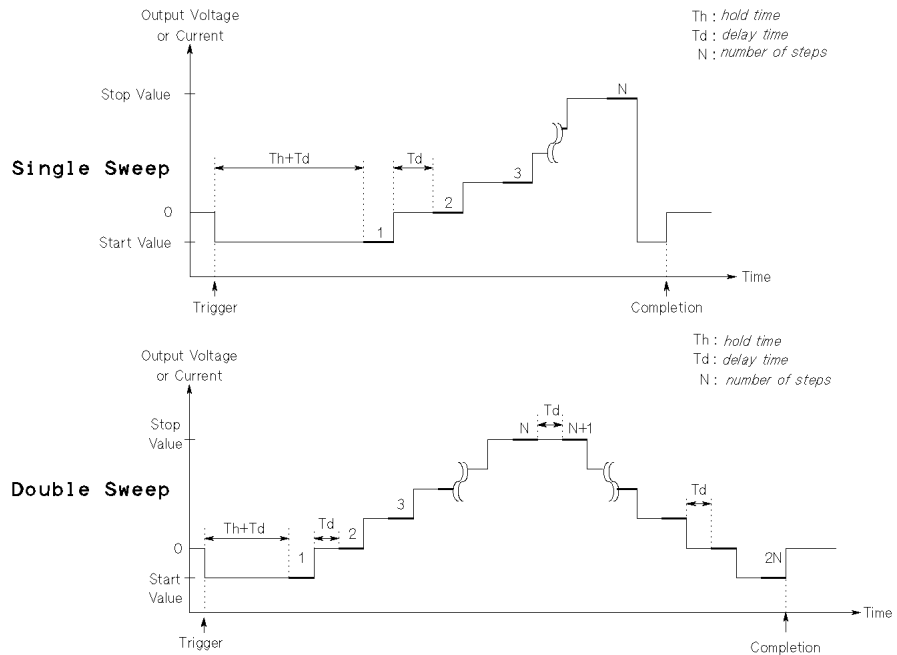 Output Voltage
or Current
Th : hold time
Td : delay time
N : number of steps
Stop Value
N
Single Sweep
Th+Td
Td
3
2
1
0
Start Value
Time
Trigger
Completion
Th : hold time
Td : delay time
N : number of steps
Output Voltage
or Current
Stop
Value
N
Td
N+1
Double Sweep
3
Td
Th+Td
Td
2
1
0
2N
Start
Value
Time
Trigger
Completion